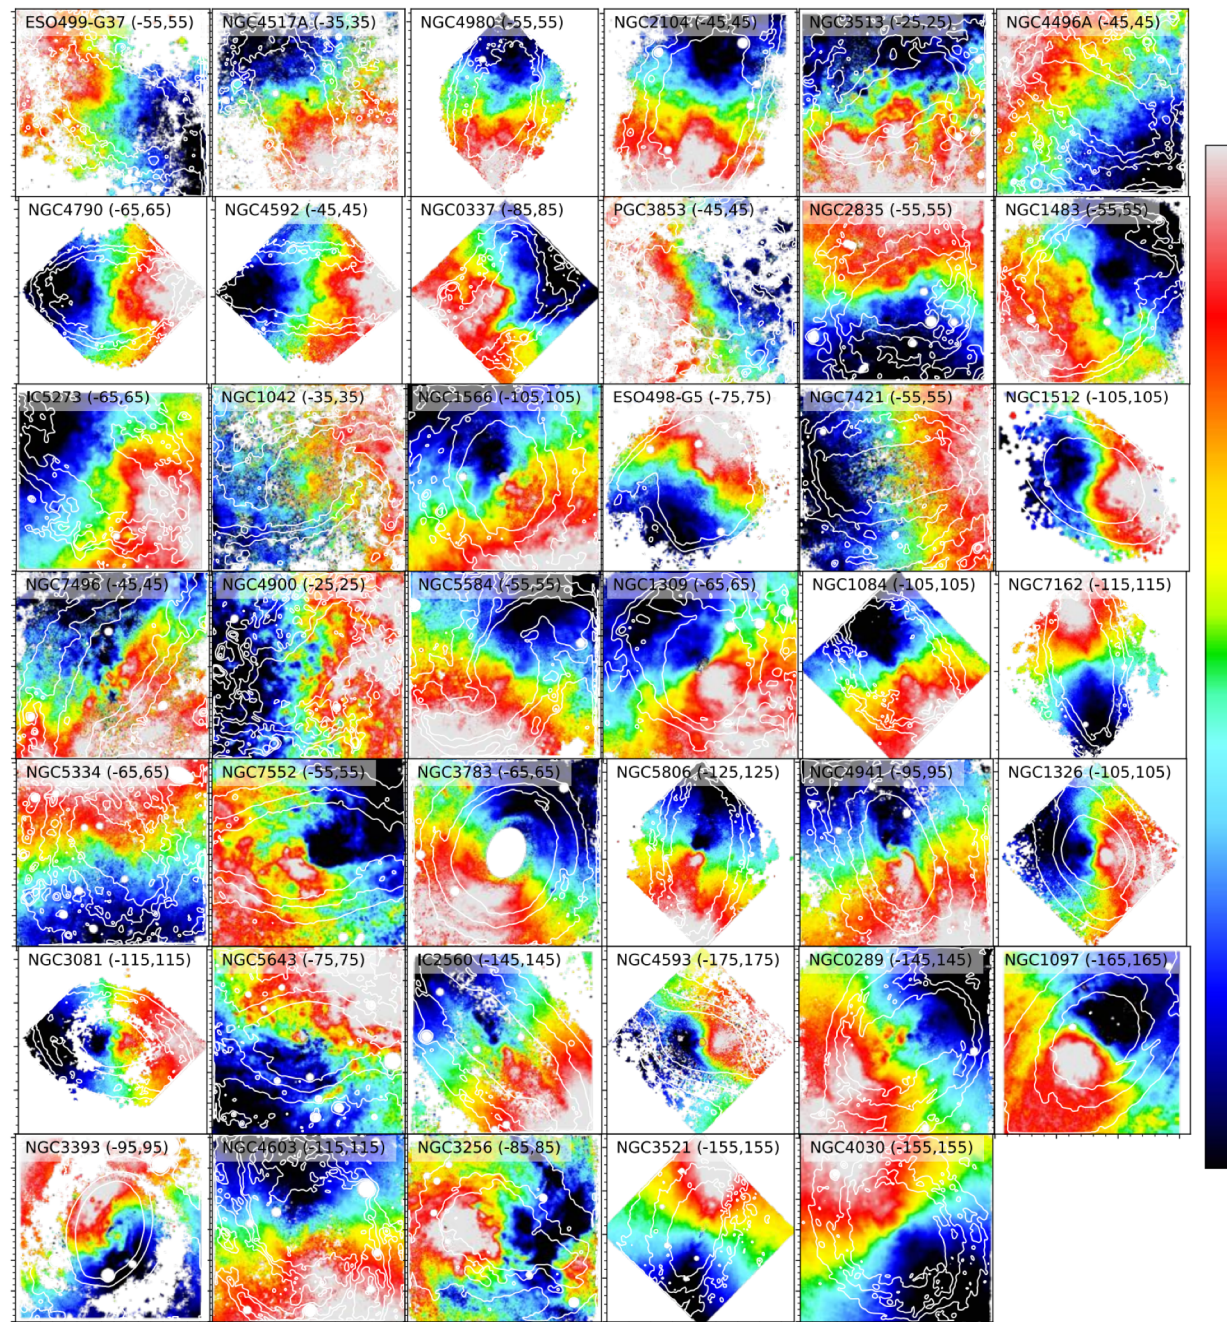 ESO499-G37 (-55,55) NGC4517A (-35,35) NGC4980 (-55,55) NGC2104 (-45,45) NGC3513 (-25,25) NGC4496A (-45,45)
NGC4790 (-65,65) NGC4592 (-45,45) NGC0337 (-85,85) PGC3853 (-45,45) NGC2835 (-55,55) NGC1483 (-55,55)
IC5273 (-65,65) NGC1042 (-35,35) NGC1566 (-105,105) ESO498-G5 (-75,75) NGC7421 (-55,55) NGC1512 (-105,105)
NGC7496 (-45,45) NGC4900 (-25,25) NGC5584 (-55,55) NGC1309 (-65,65) NGC1084 (-105,105) NGC7162 (-115,115)
NGC5334 (-65,65) NGC7552 (-55,55) NGC3783 (-65,65) NGC5806 (-125,125) NGC4941 (-95,95) NGC1326 (-105,105)
NGC3081 (-115,115) NGC5643 (-75,75) IC2560 (-145,145) NGC4593 (-175,175) NGC0289 (-145,145) NGC1097 (-165,165)
NGC3393 (-95,95) NGC4603 (-115,115) NGC3256 (-85,85) NGC3521 (-155,155) NGC4030 (-155,155)